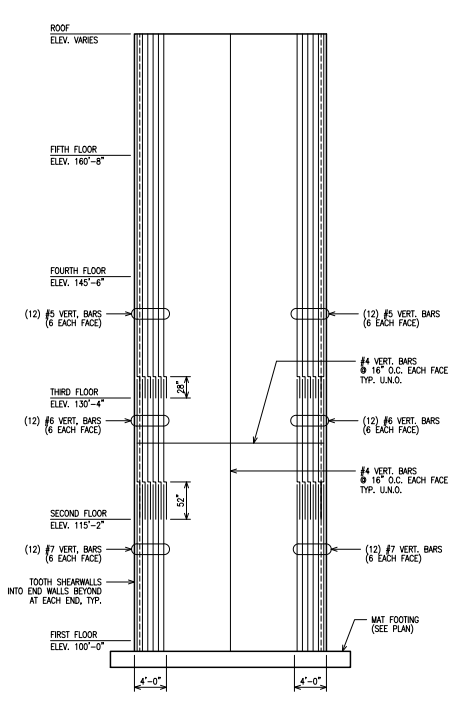 ROOF
ELEV. VARIES
FIFTH FLOOR
ELEV. 160'-8"
FOURTH FLOOR
ELEV. 145'-6"
(12) #5 VERT. BARS
(6 EACH FACE)
(12) #5 VERT. BARS
(6 EACH FACE)
#4 VERT. BARS
@ 16" O.C. EACH FACE
TYP. U.N.O.
28"
THIRD FLOOR
ELEV. 130'-4"
(12) #6 VERT. BARS
(6 EACH FACE)
(12) #6 VERT. BARS
(6 EACH FACE)
#4 VERT. BARS
@ 16" O.C. EACH FACE
TYP. U.N.O.
52"
SECOND FLOOR
ELEV. 115'-2"
(12) #7 VERT. BARS
(6 EACH FACE)
(12) #7 VERT. BARS
(6 EACH FACE)
TOOTH SHEARWALLS
INTO END WALLS BEYOND
AT EACH END, TYP.
MAT FOOTING
(SEE PLAN)
FIRST FLOOR
ELEV. 100'-0"
4'-0"
4'-0"